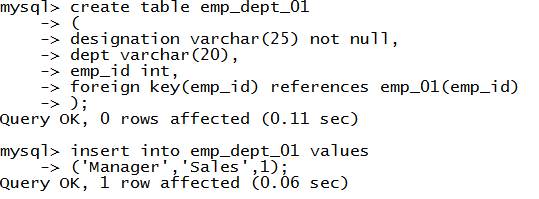 mysql> create table emp_dept_01
-> (
-> designation varchar(25) not null,
-> dept varchar(20),
-> emp_id int,
-> foreign key(emp_id) references emp_01(emp_id)
-> );
Query OK, 0 rows affected (0.11 sec)
mysql> insert into emp_dept_01 values
-> ('Manager','Sales',1);
Query OK, 1 row affected (0.06 sec)